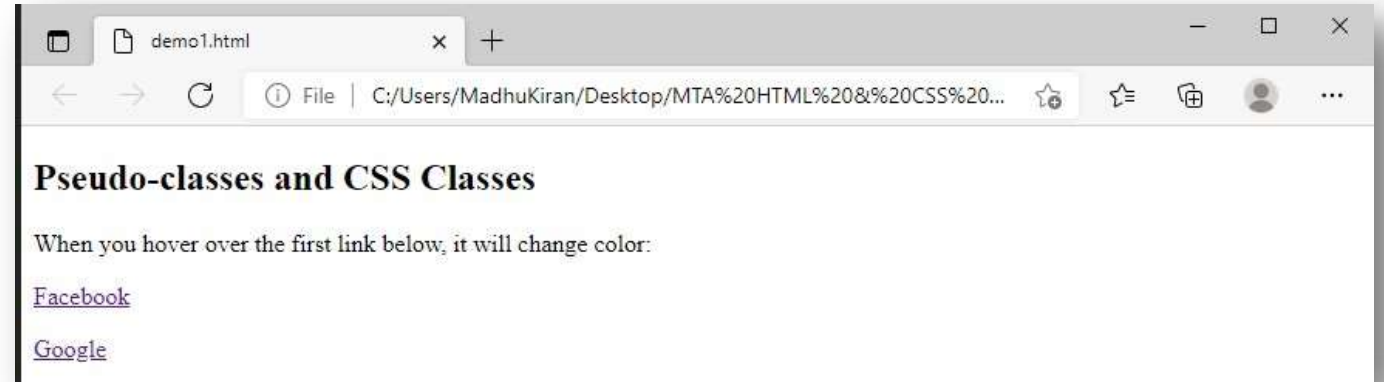 demo1.html
File | C:/Users/MadhuKiran/Desktop/MTA%20HTML%20&%20CSS%20...
Pseudo-classes and CSS Classes
When you hover over the first link below, it will change color:
Facebook
Google